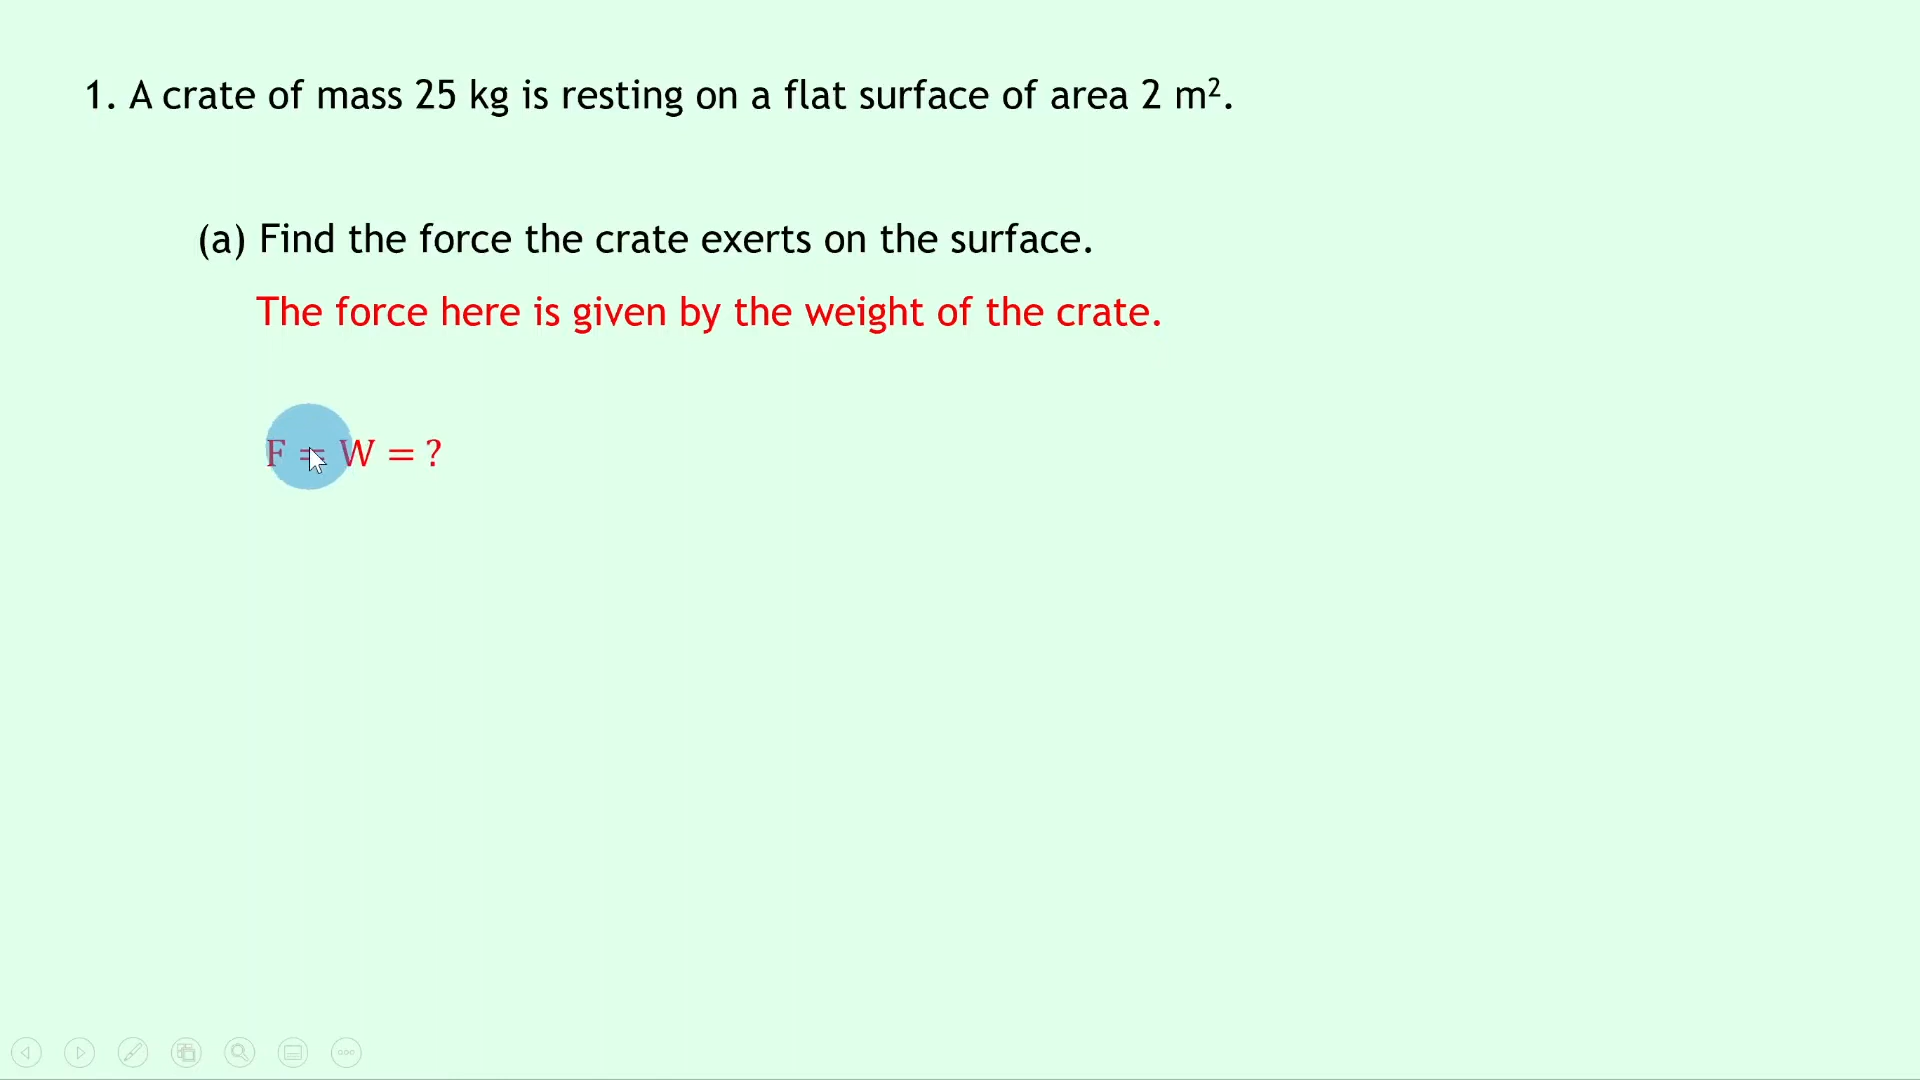 1. A crate of mass 25 kg is resting on a flat surface of area 2 m².
(a) Find the force the crate exerts on the surface.
The force here is given by the weight of the crate.
F = W = ?